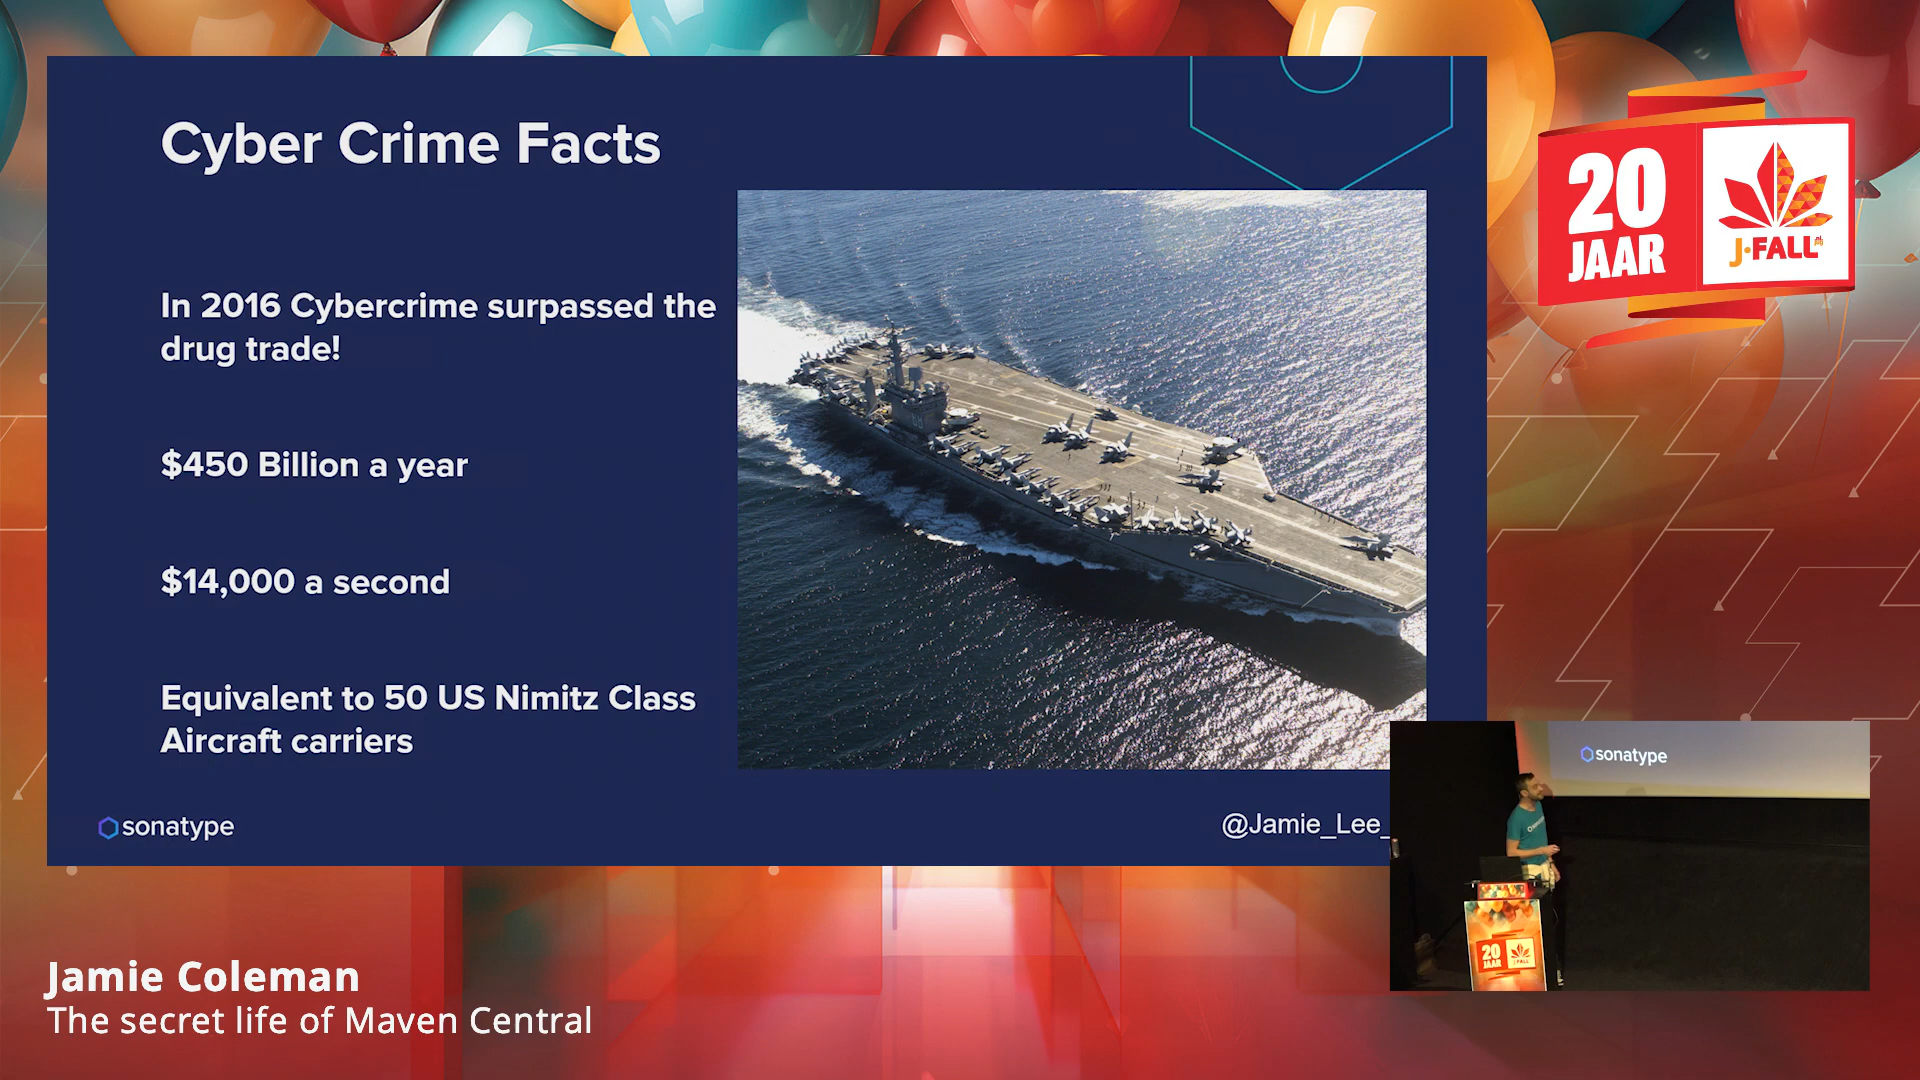 Cyber Crime Facts
In 2016 Cybercrime surpassed the
drug trade!
$450 Billion a year
$14,000 a second
Equivalent to 50 US Nimitz Class
Aircraft carriers
sonatype
@Jamie_Lee_
20
JAAR
J-FALL
sonatype
20
JAAR
Jamie Coleman
The secret life of Maven Central